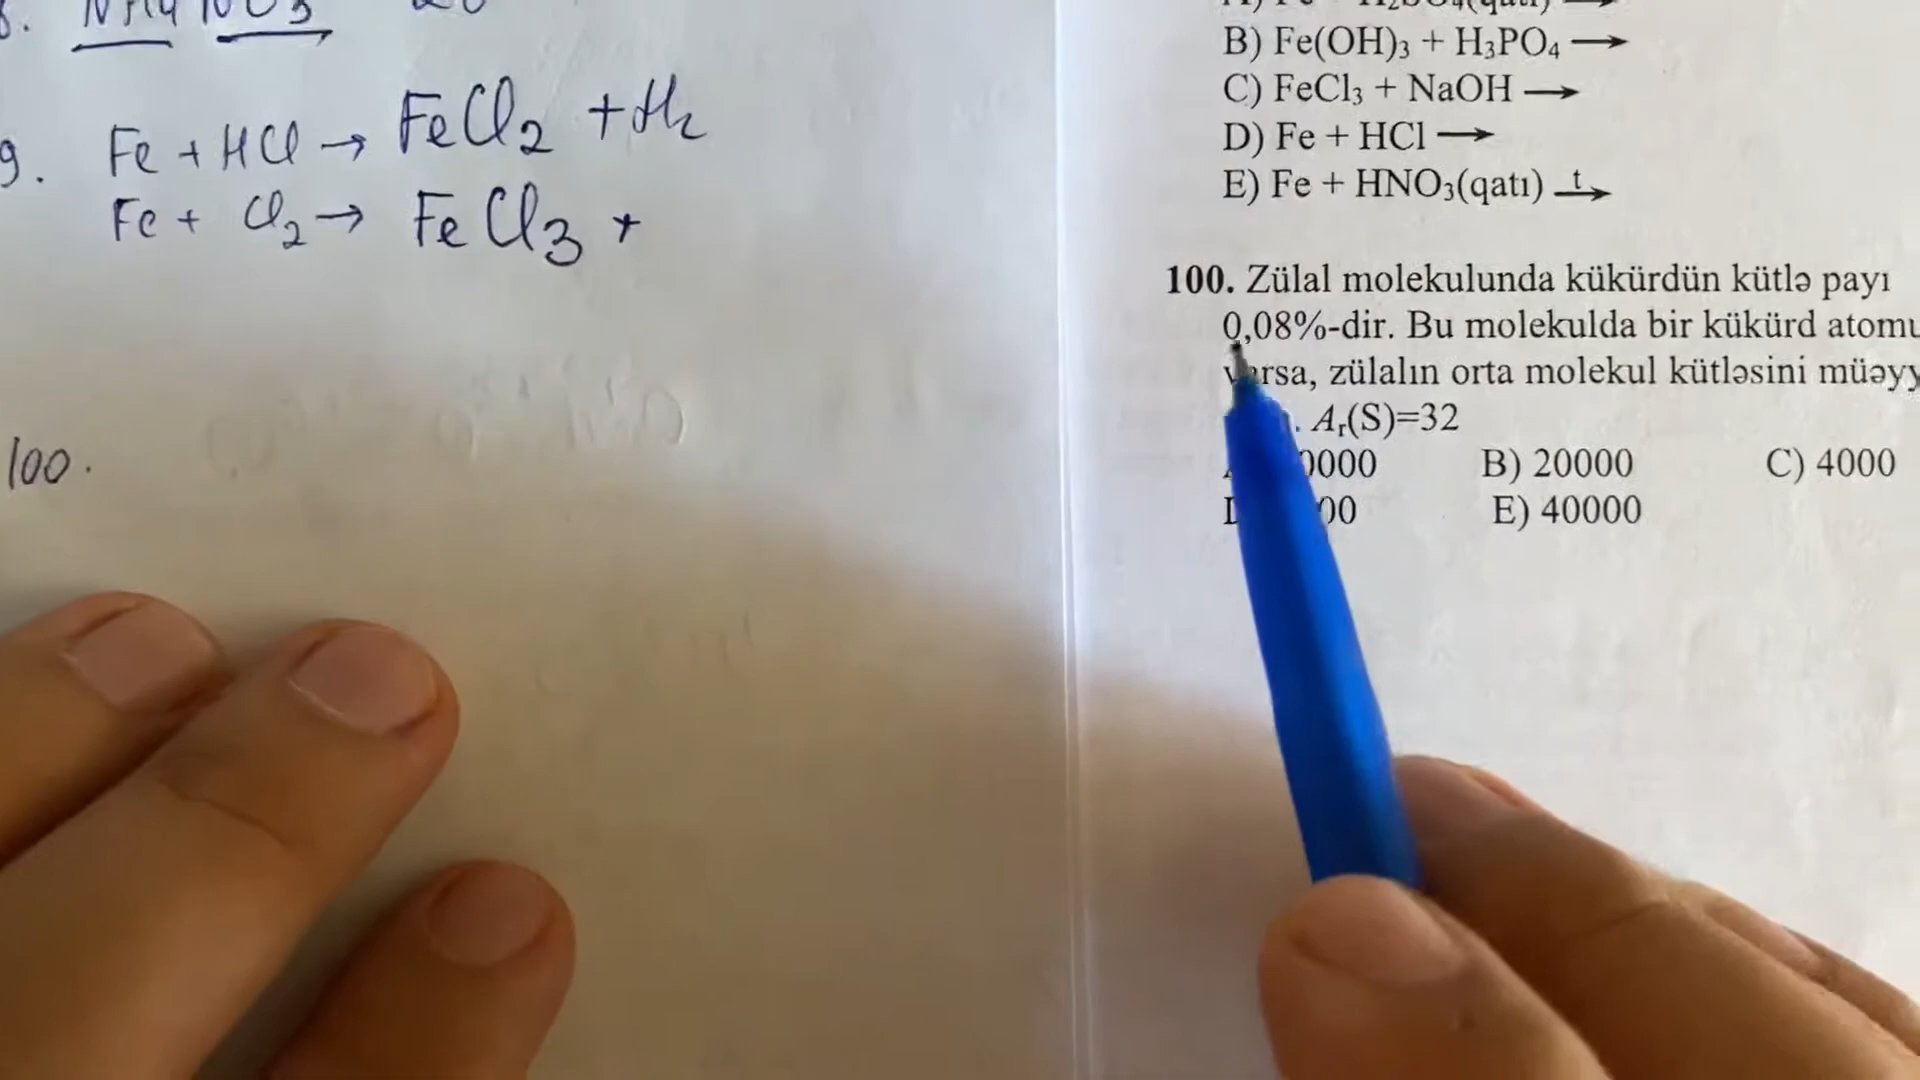 NH4NO3
9. Fe + HCl → FeCl2 + H2
Fe + Cl2 → FeCl3 +
100.
B) Fe(OH)3 + H3PO4 →
C) FeCl3 + NaOH →
D) Fe + HCl →
E) Fe + HNO3(qatı) t→
100. Zülal molekulunda kükürdün kütlə payı
0,08%-dir. Bu molekulda bir kükürd
zülalın orta molekul kütləsini
Ar(S)=32
B) 20000 C) 4000
E) 40000